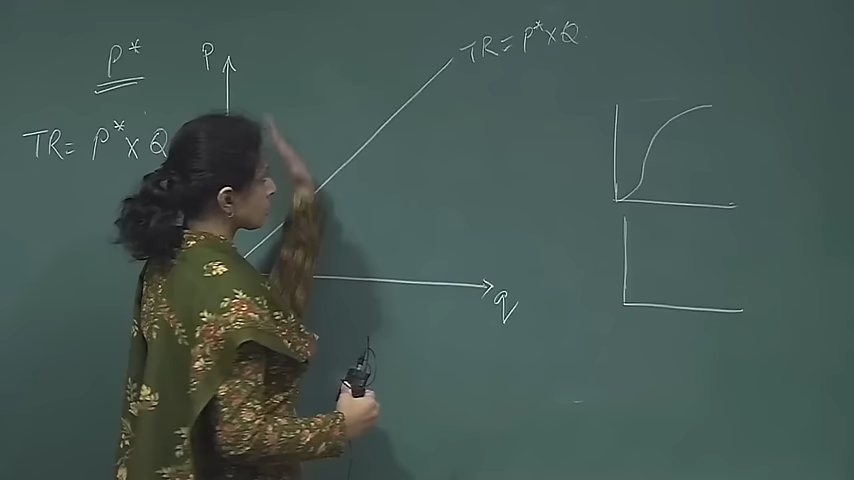 P*
TR = P* x Q
P
TR = P* x Q
q